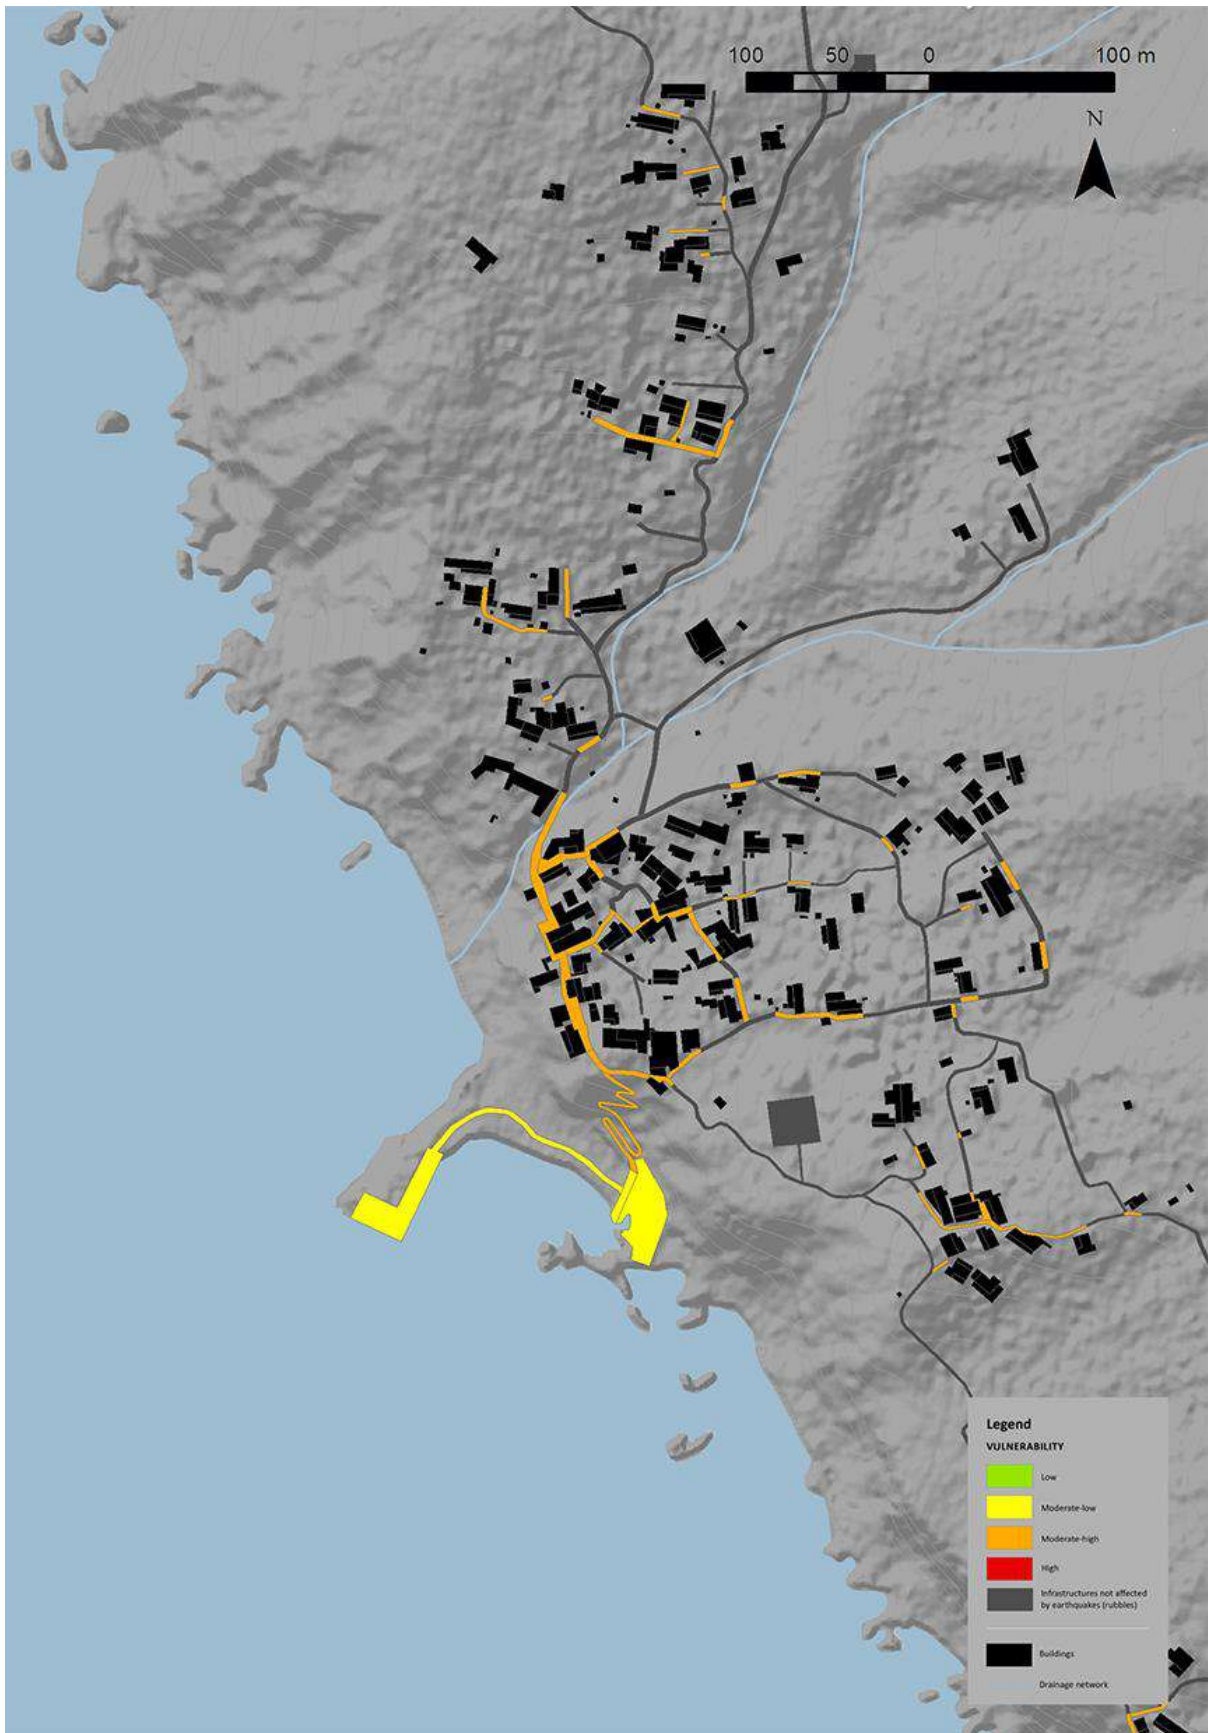 100 50 0 100 m
N
Legend
VULNERABILITY
Low
Moderate-low
Moderate-high
High
Infrastructures not affected
by earthquakes (rubbles)
Buildings
Drainage network